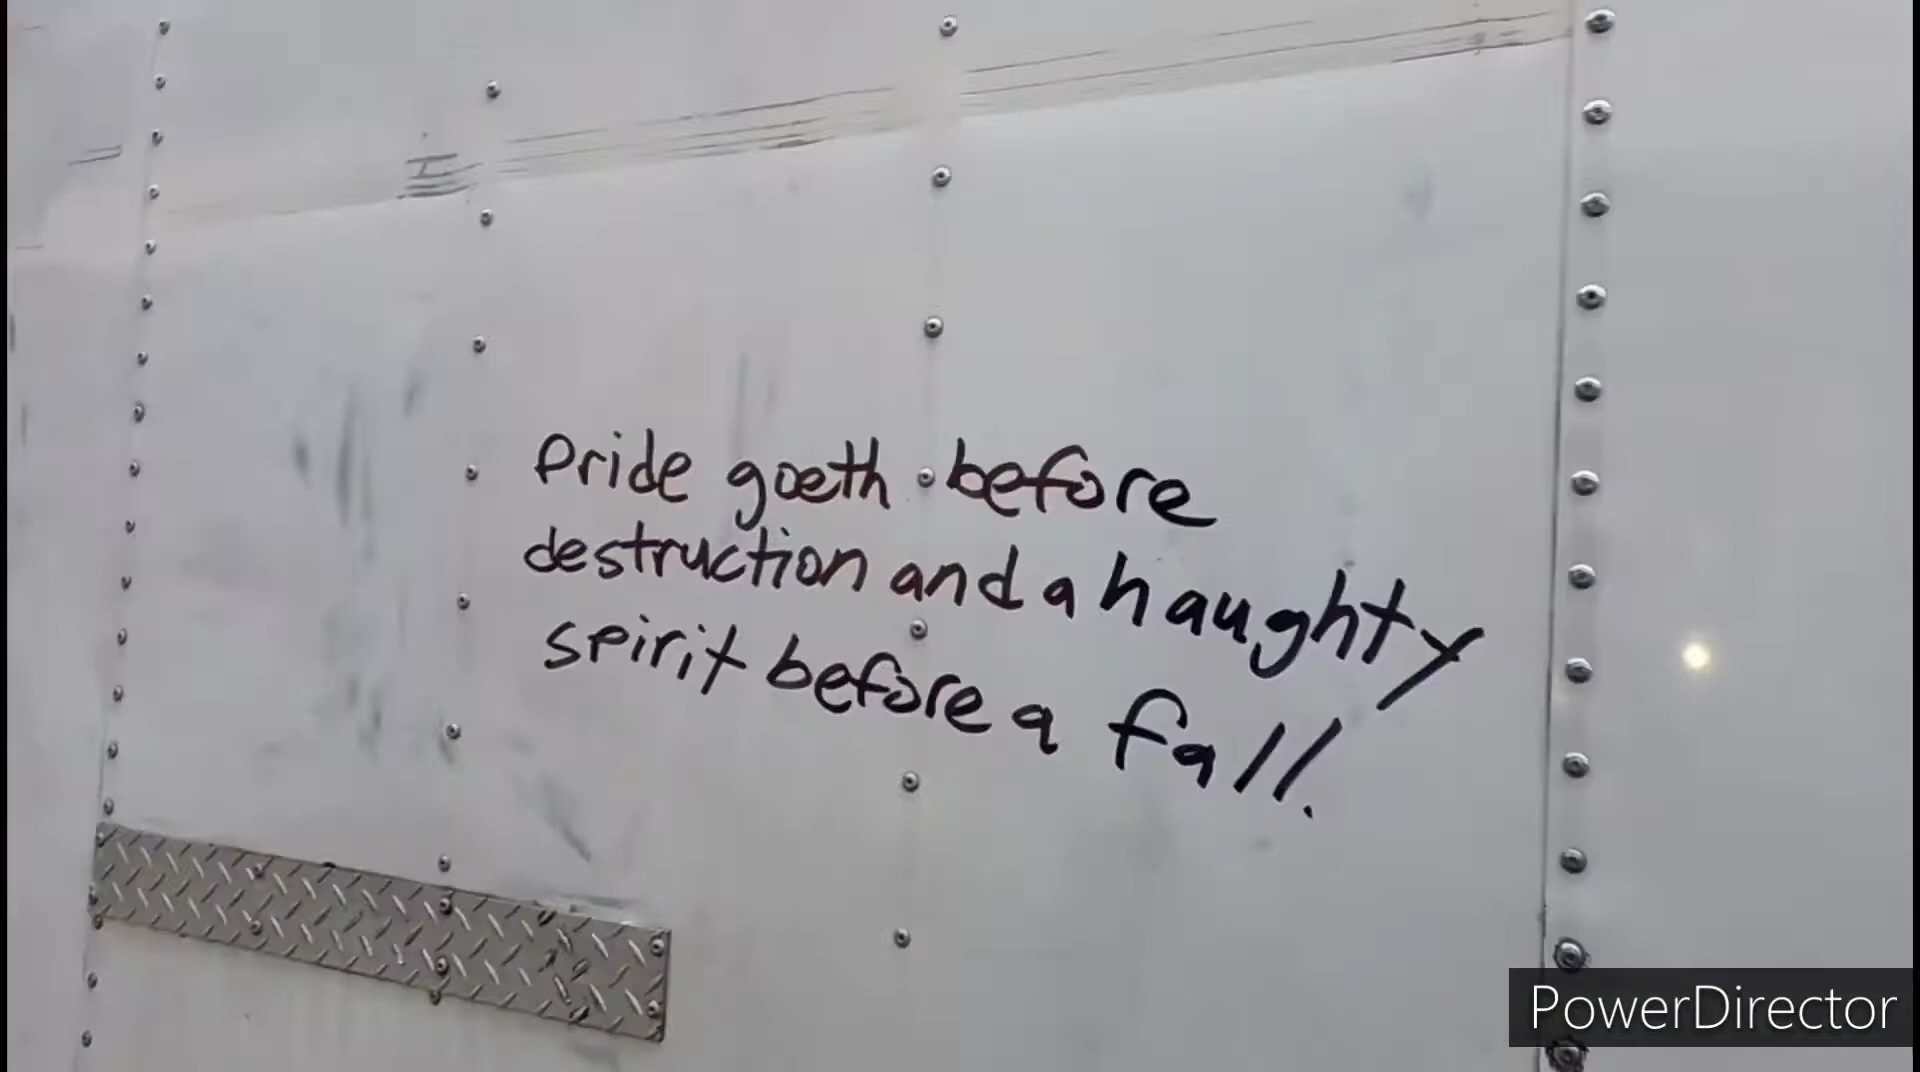 Pride goeth before
destruction and a haughty
spirit before a fall.
PowerDirector